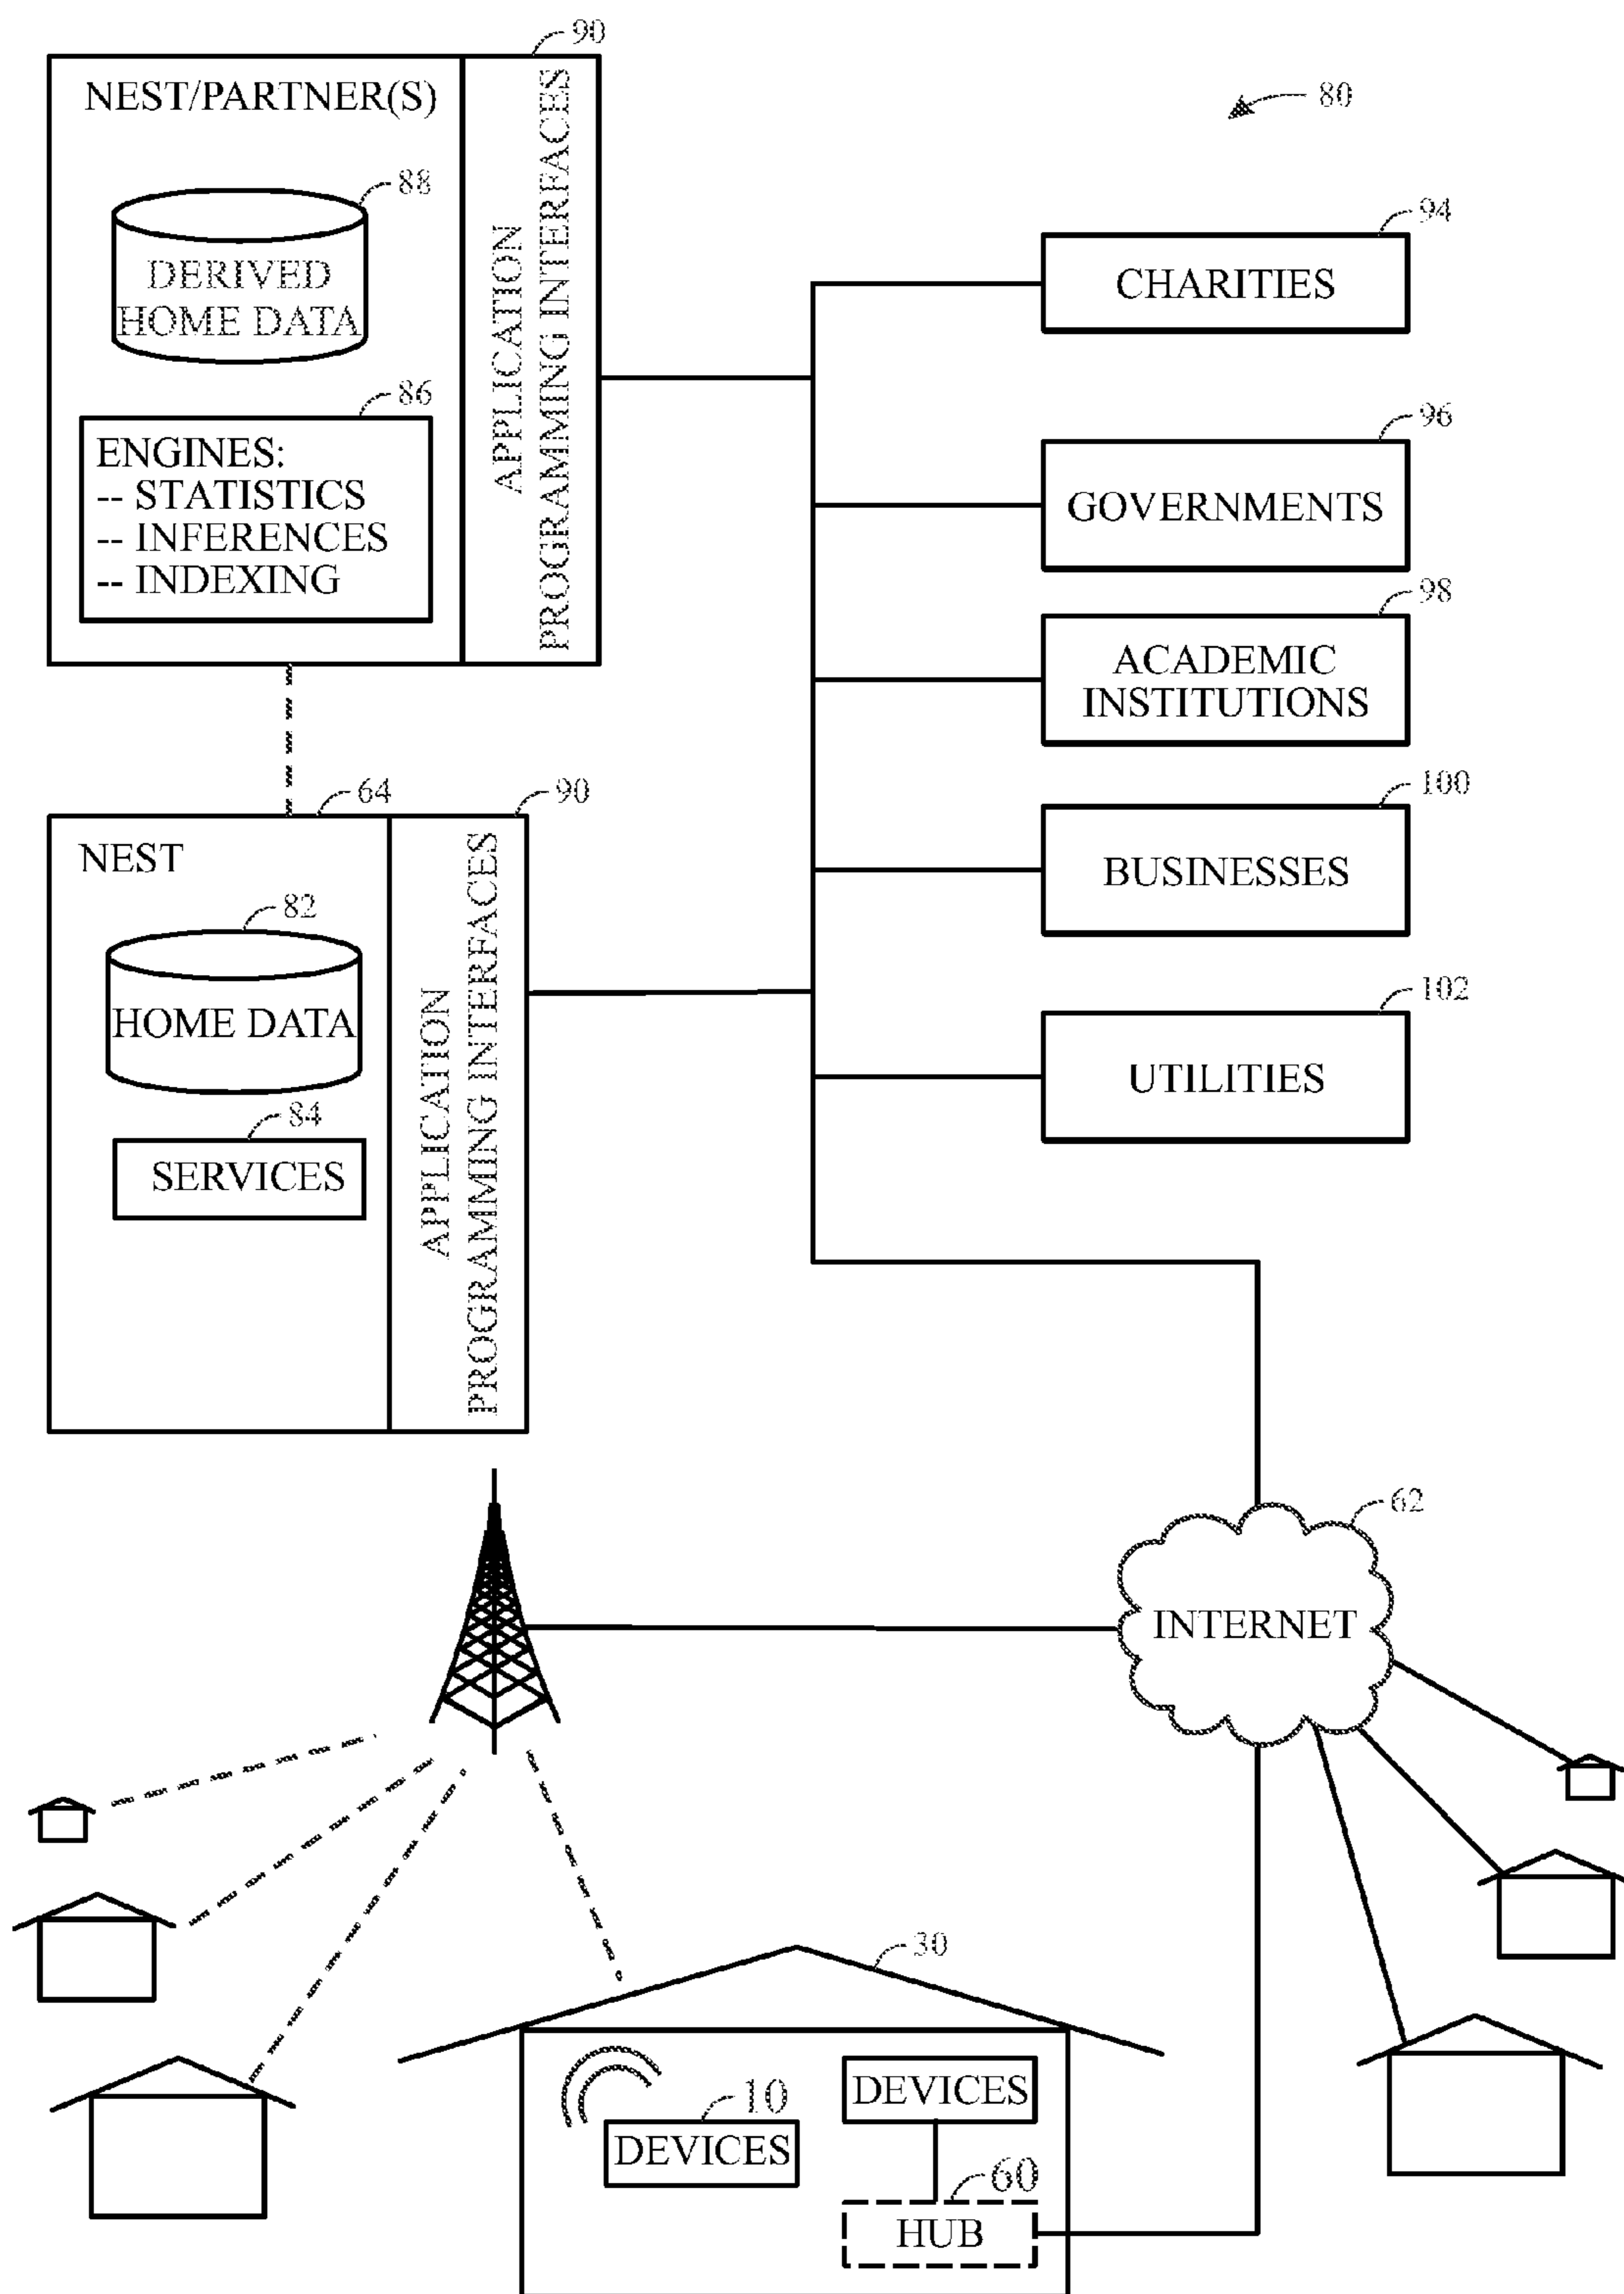 90
NEST/PARTNER(S)
80
88
DERIVED
HOME DATA
APPLICATION
PROGRAMMING INTERFACES
94
CHARITIES
86
ENGINES:
-- STATISTICS
-- INFERENCES
-- INDEXING
96
GOVERNMENTS
98
ACADEMIC
INSTITUTIONS
64
90
NEST
82
HOME DATA
84
SERVICES
APPLICATION
PROGRAMMING INTERFACES
100
BUSINESSES
102
UTILITIES
62
INTERNET
30
10
DEVICES
DEVICES
60
HUB